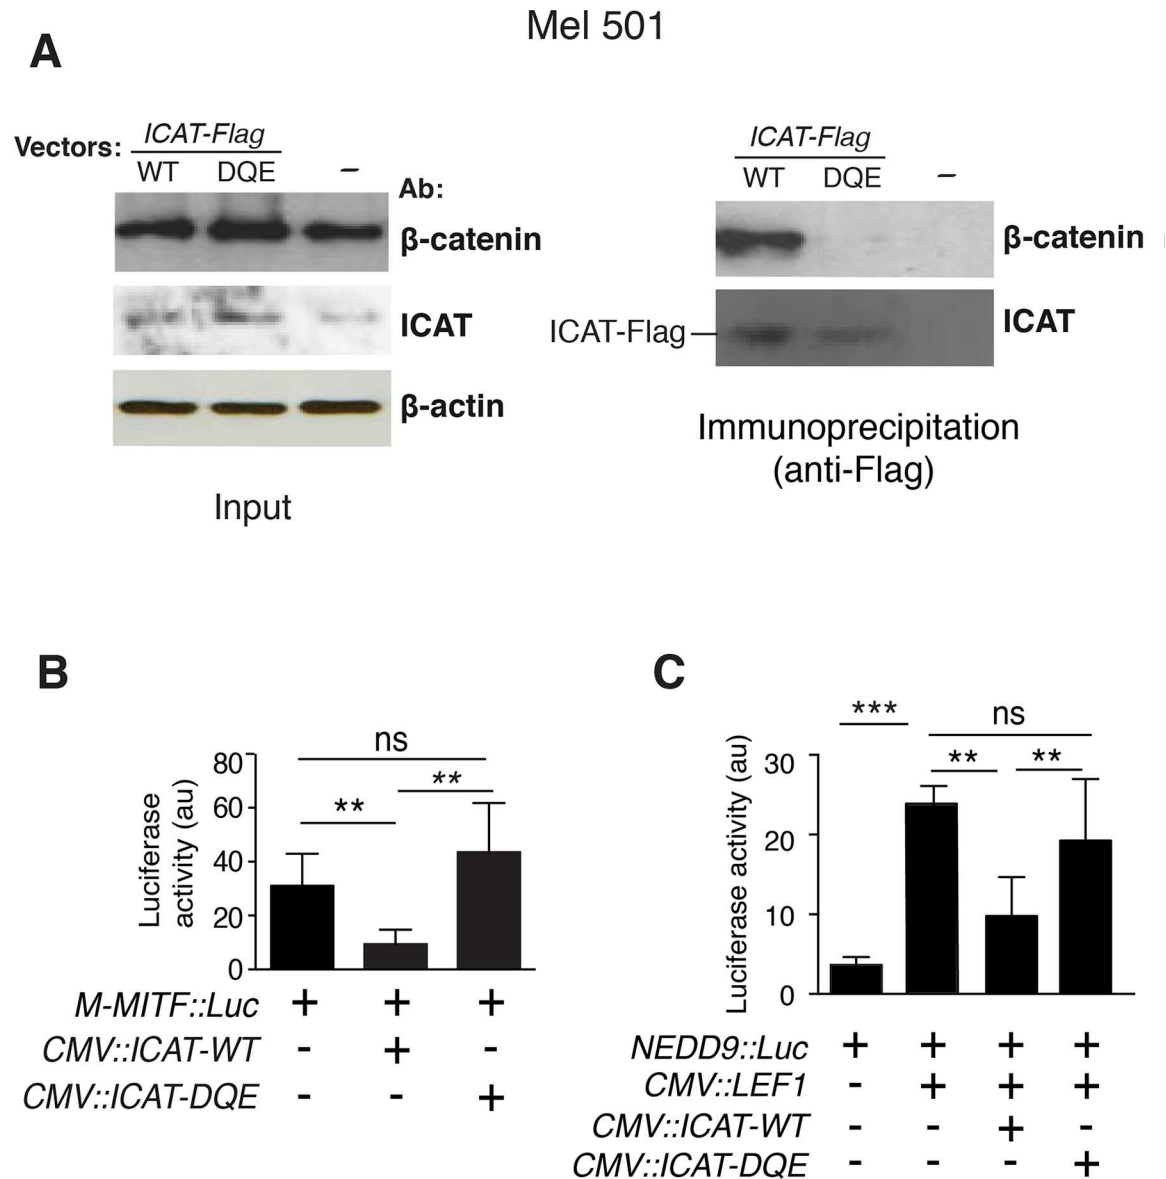 Mel 501
A
Vectors: ICAT-Flag
WT DQE –
Ab:
β-catenin
ICAT
β-actin
Input
ICAT-Flag
WT DQE –
β-catenin
ICAT-Flag
ICAT
Immunoprecipitation
(anti-Flag)
B
Luciferase
activity (au)
80
60
40
20
0
ns
**
**
M-MITF::Luc + + +
CMV::ICAT-WT - + -
CMV::ICAT-DQE - - +
C
Luciferase activity (au)
30
20
10
0
***
ns
**
**
NEDD9::Luc + + + +
CMV::LEF1 - + + +
CMV::ICAT-WT - - + -
CMV::ICAT-DQE - - - +